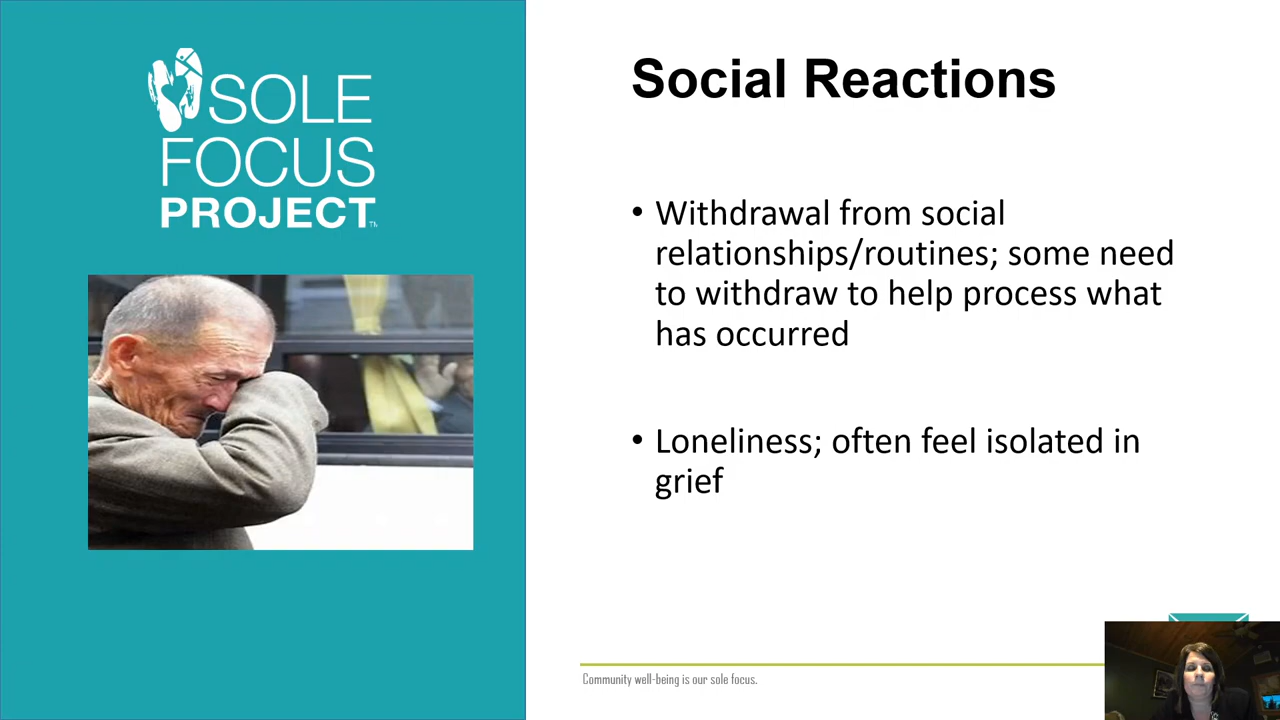 SOLE
FOCUS
PROJECT™
Social Reactions
• Withdrawal from social
relationships/routines; some need
to withdraw to help process what
has occurred
• Loneliness; often feel isolated in
grief
Community well-being is our sole focus.